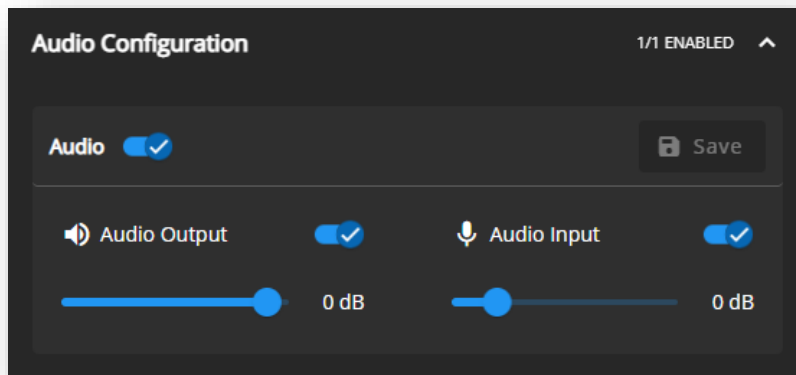 Audio Configuration 1/1 ENABLED
Audio Save
Audio Output Audio Input
0 dB 0 dB